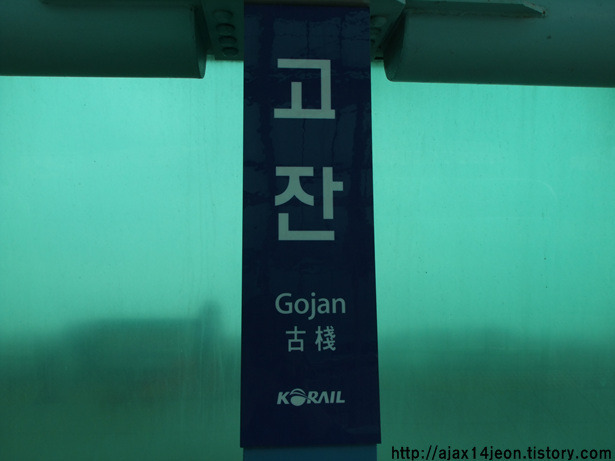 고
잔
Gojan
古棧
KORAIL
http://ajax14jeon.tistory.com